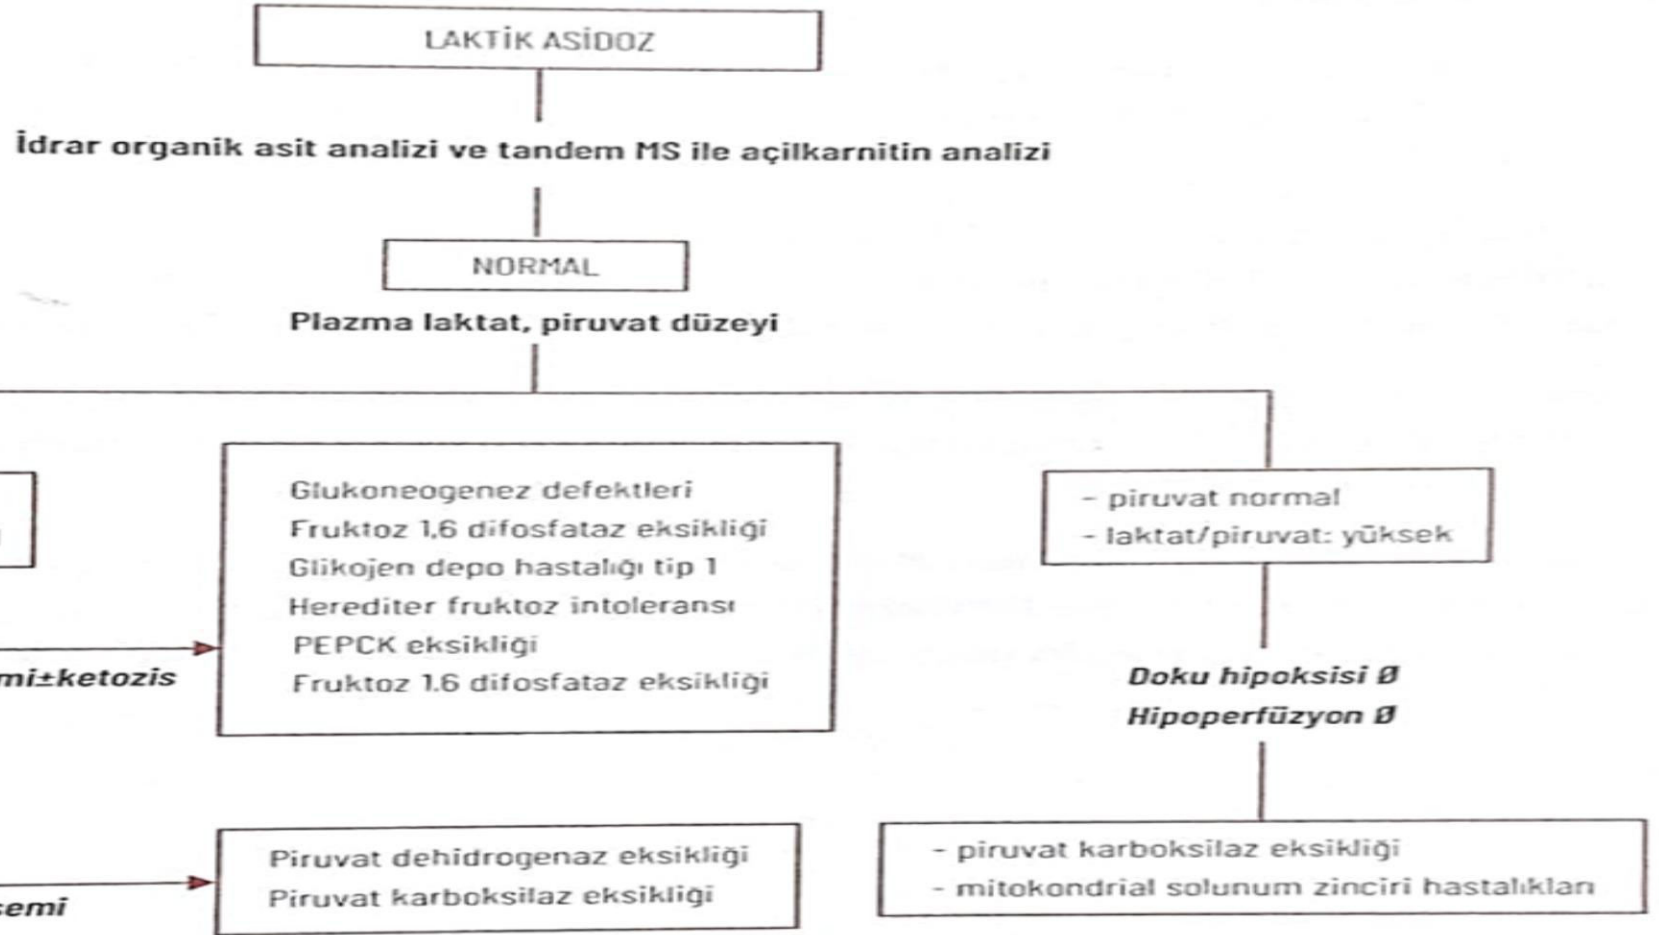 LAKTİK ASİDOZ
İdrar organik asit analizi ve tandem MS ile açilkarnitin analizi
NORMAL
Plazma laktat, piruvat düzeyi
Glukoneogenez defektleri
Fruktoz 1,6 difosfataz eksikliği
Glikojen depo hastalığı tip 1
Herediter fruktoz intoleransı
PEPCK eksikliği
Fruktoz 1.6 difosfataz eksikliği
mi±ketozis
- piruvat normal
- laktat/piruvat: yüksek
Doku hipoksisi Ø
Hipoperfüzyon Ø
Piruvat dehidrogenaz eksikliği
Piruvat karboksilaz eksikliği
semi
- piruvat karboksilaz eksikliği
- mitokondrial solunum zinciri hastalıkları